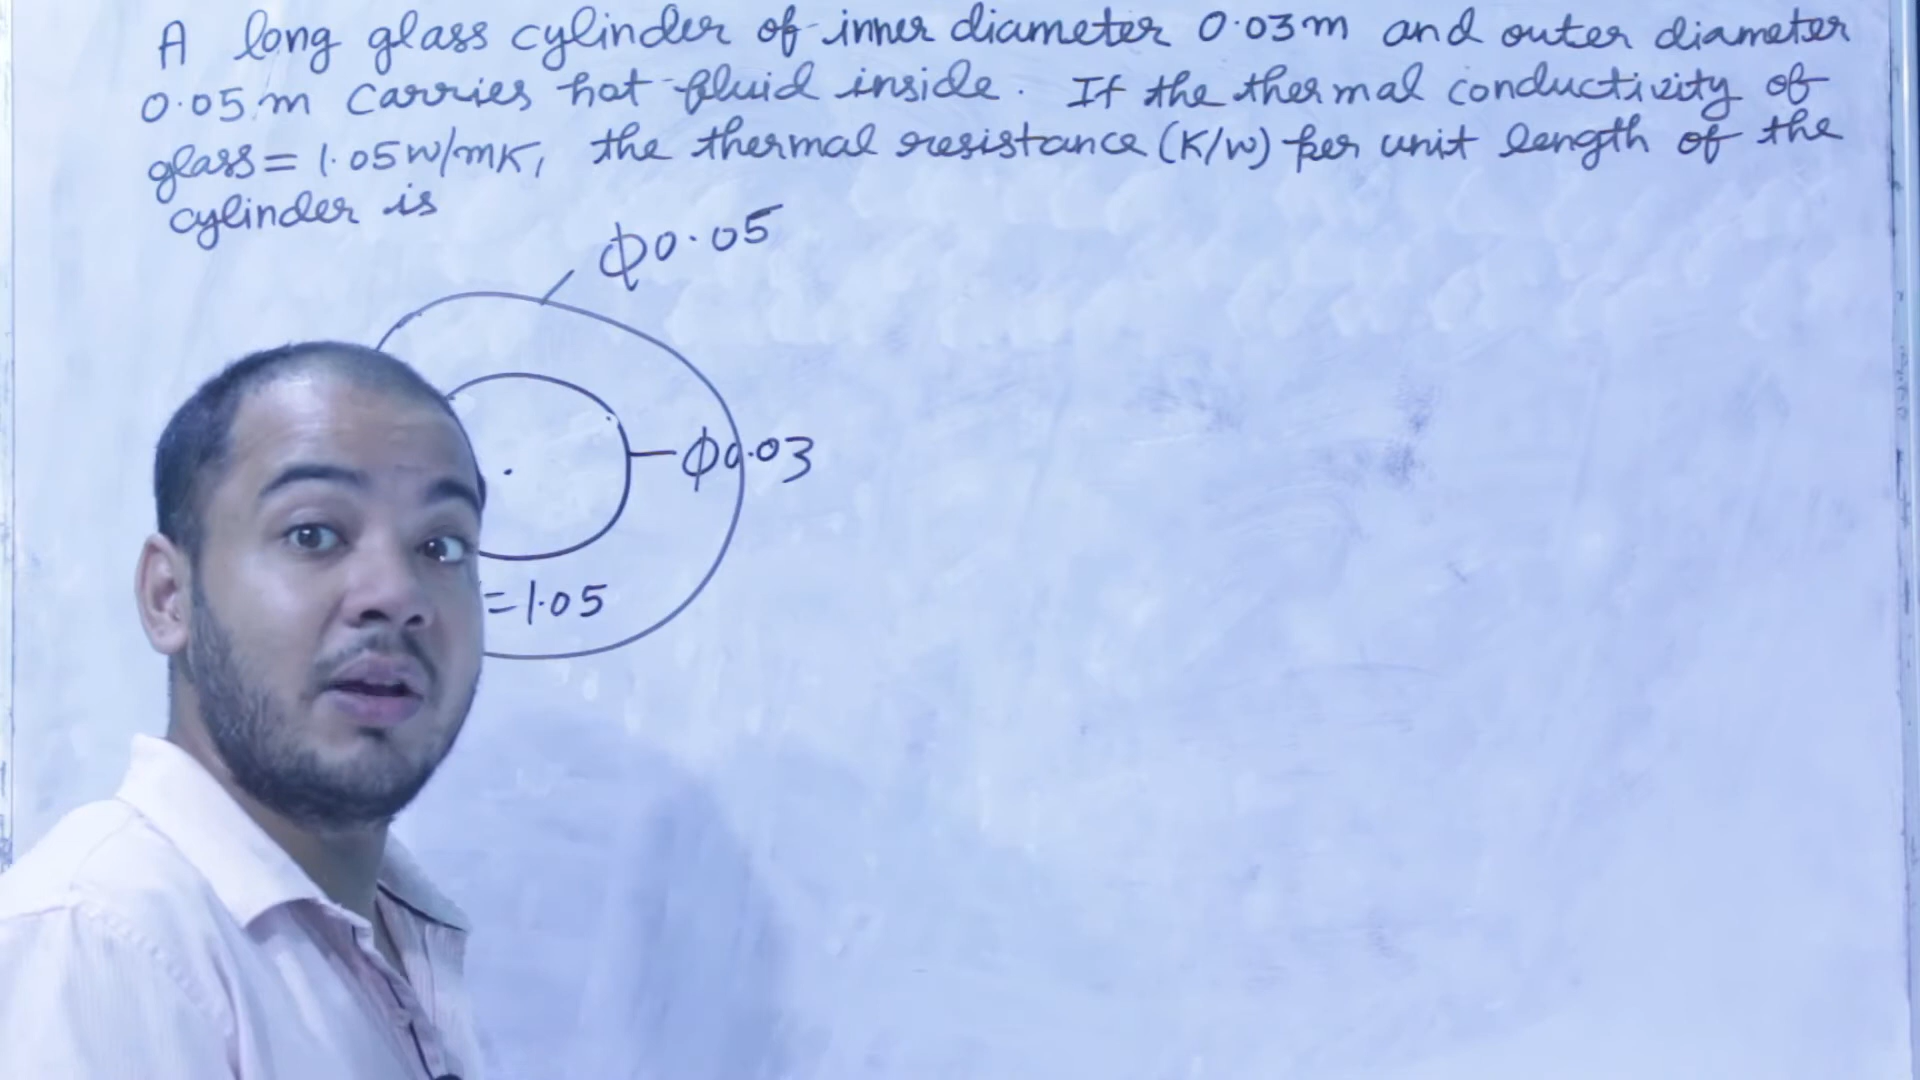 A long glass cylinder of inner diameter 0.03m and outer diameter
0.05m carries hot fluid inside. If the thermal conductivity of
glass = 1.05 W/mK, the thermal resistance (K/W) per unit length of the
cylinder is
ϕ0.05
ϕ0.03
=1.05